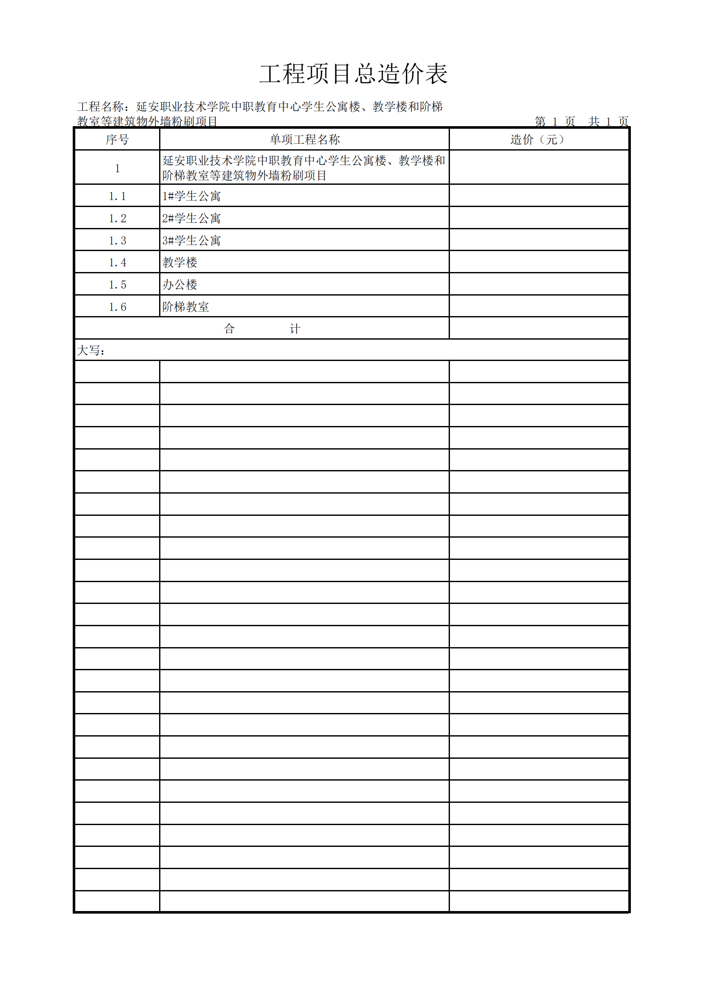 工程项目总造价表
工程名称：延安职业技术学院中职教育中心学生公寓楼、教学楼和阶梯
教室等建筑物外墙粉刷项目 第 1 页 共 1 页
序号 单项工程名称 造价（元）
1 延安职业技术学院中职教育中心学生公寓楼、教学楼和
阶梯教室等建筑物外墙粉刷项目
1.1 1#学生公寓
1.2 2#学生公寓
1.3 3#学生公寓
1.4 教学楼
1.5 办公楼
1.6 阶梯教室
合 计
大写：